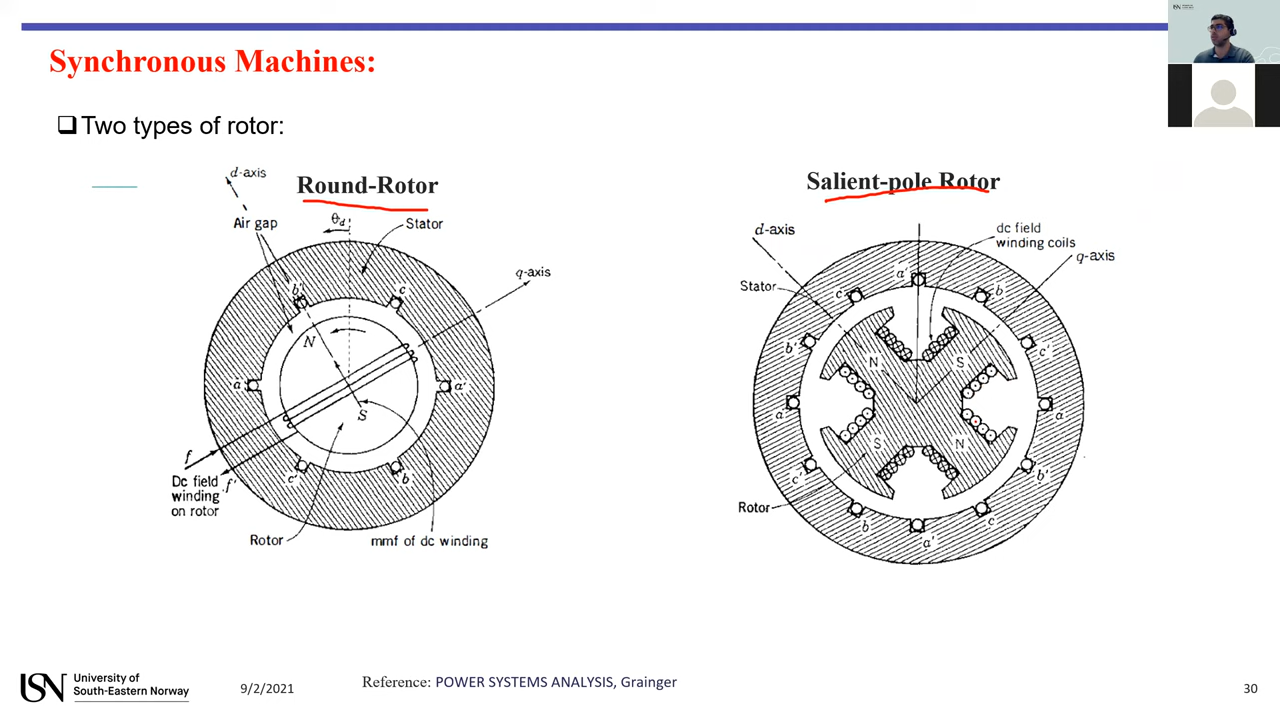 Synchronous Machines:
Two types of rotor:
Round-Rotor
d-axis
Air gap
θd
Stator
q-axis
b'
c
N
a
a'
S
f
c'
b
Dc field
winding
on rotor
f'
Rotor
mmf of dc winding
Salient-pole Rotor
d-axis
dc field
winding coils
q-axis
Stator
a'
c
b
b'
c'
N
S
a
a
S
N
c'
b'
Rotor
b
c
a'
USN
University of
South-Eastern Norway
9/2/2021
Reference: POWER SYSTEMS ANALYSIS, Grainger
30